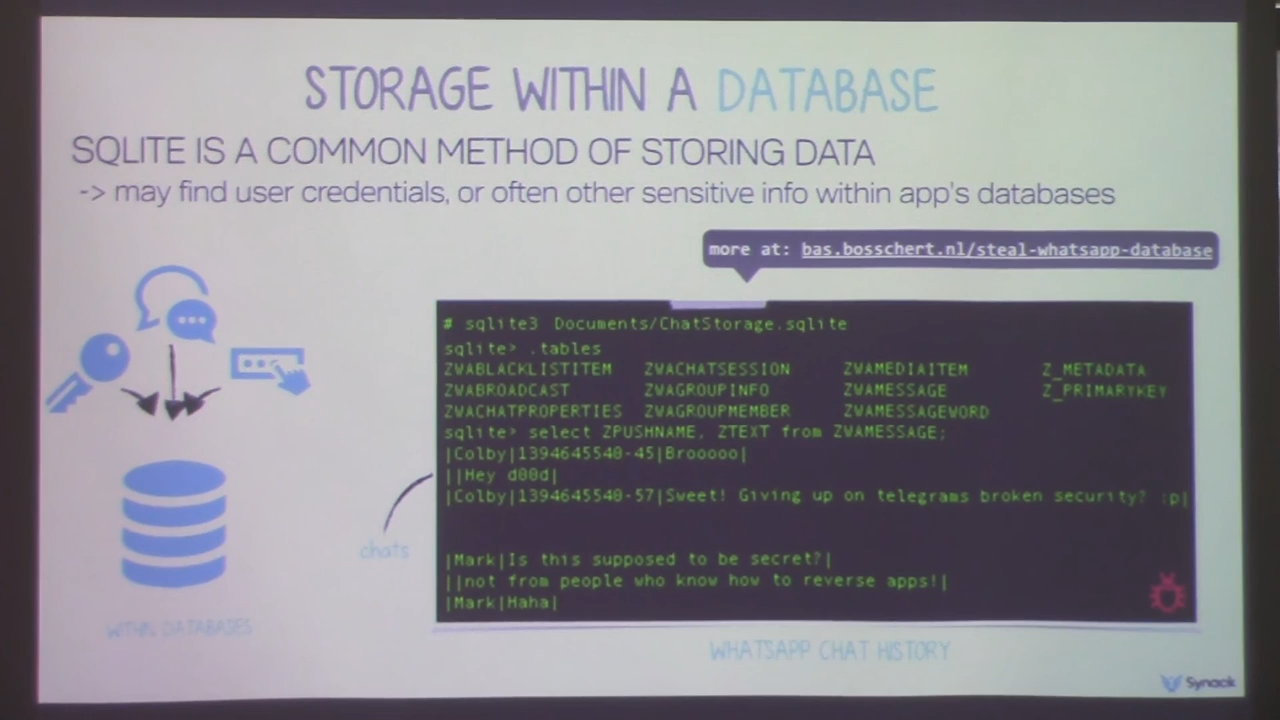 STORAGE WITHIN A DATABASE
SQLITE IS A COMMON METHOD OF STORING DATA
-> may find user credentials, or often other sensitive info within app's databases
more at: bas.bosschert.nl/steal-whatsapp-database
# sqlite3 Documents/ChatStorage.sqlite
sqlite> .tables
ZWABLACKLISTITEM ZWACHATSESSION ZWAMEDIAITEM Z_METADATA
ZWABROADCAST ZWAGROUPINFO ZWAMESSAGE Z_PRIMARYKEY
ZWACHATPROPERTIES ZWAGROUPMEMBER ZWAMESSAGEWORD
sqlite> select ZPUSHNAME, ZTEXT from ZWAMESSAGE;
|Colby|1394645540-45|Brooooo|
||Hey d00d|
|Colby|1394645540-57|Sweet! Giving up on telegrams broken security? :p|
|Mark|Is this supposed to be secret?|
||not from people who know how to reverse apps!|
|Mark|Haha|
chats
WITHIN DATABASES
WHATSAPP CHAT HISTORY
Synack